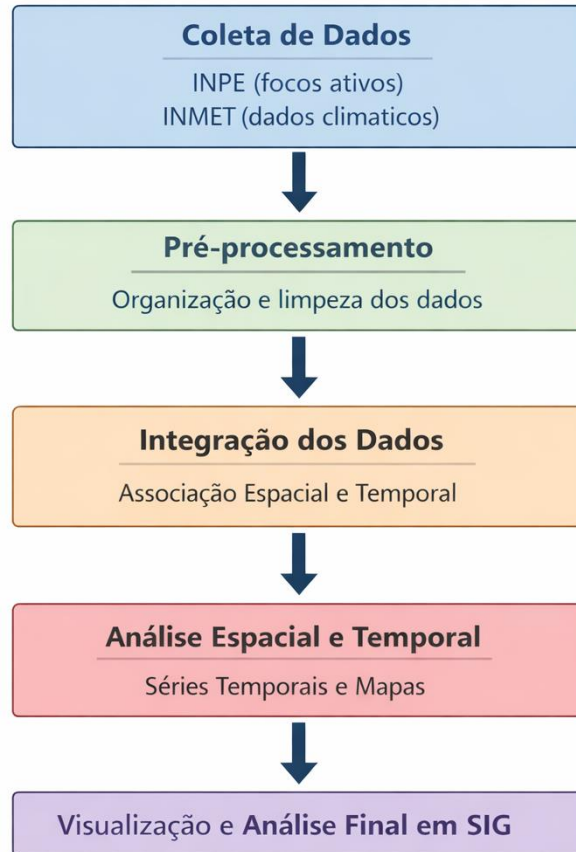 Coleta de Dados
INPE (focos ativos)
INMET (dados climaticos)
Pré-processamento
Organização e limpeza dos dados
Integração dos Dados
Associação Espacial e Temporal
Análise Espacial e Temporal
Séries Temporais e Mapas
Visualização e Análise Final em SIG